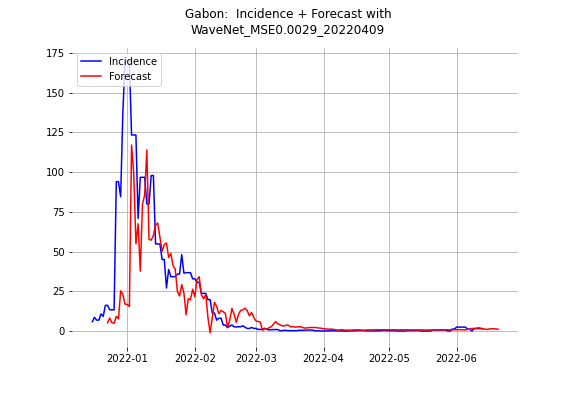 Gabon:  Incidence + Forecast with
WaveNet_MSE0.0029_20220409
Incidence
Forecast
175
150
125
100
75
50
25
0
2022-01 2022-02 2022-03 2022-04 2022-05 2022-06